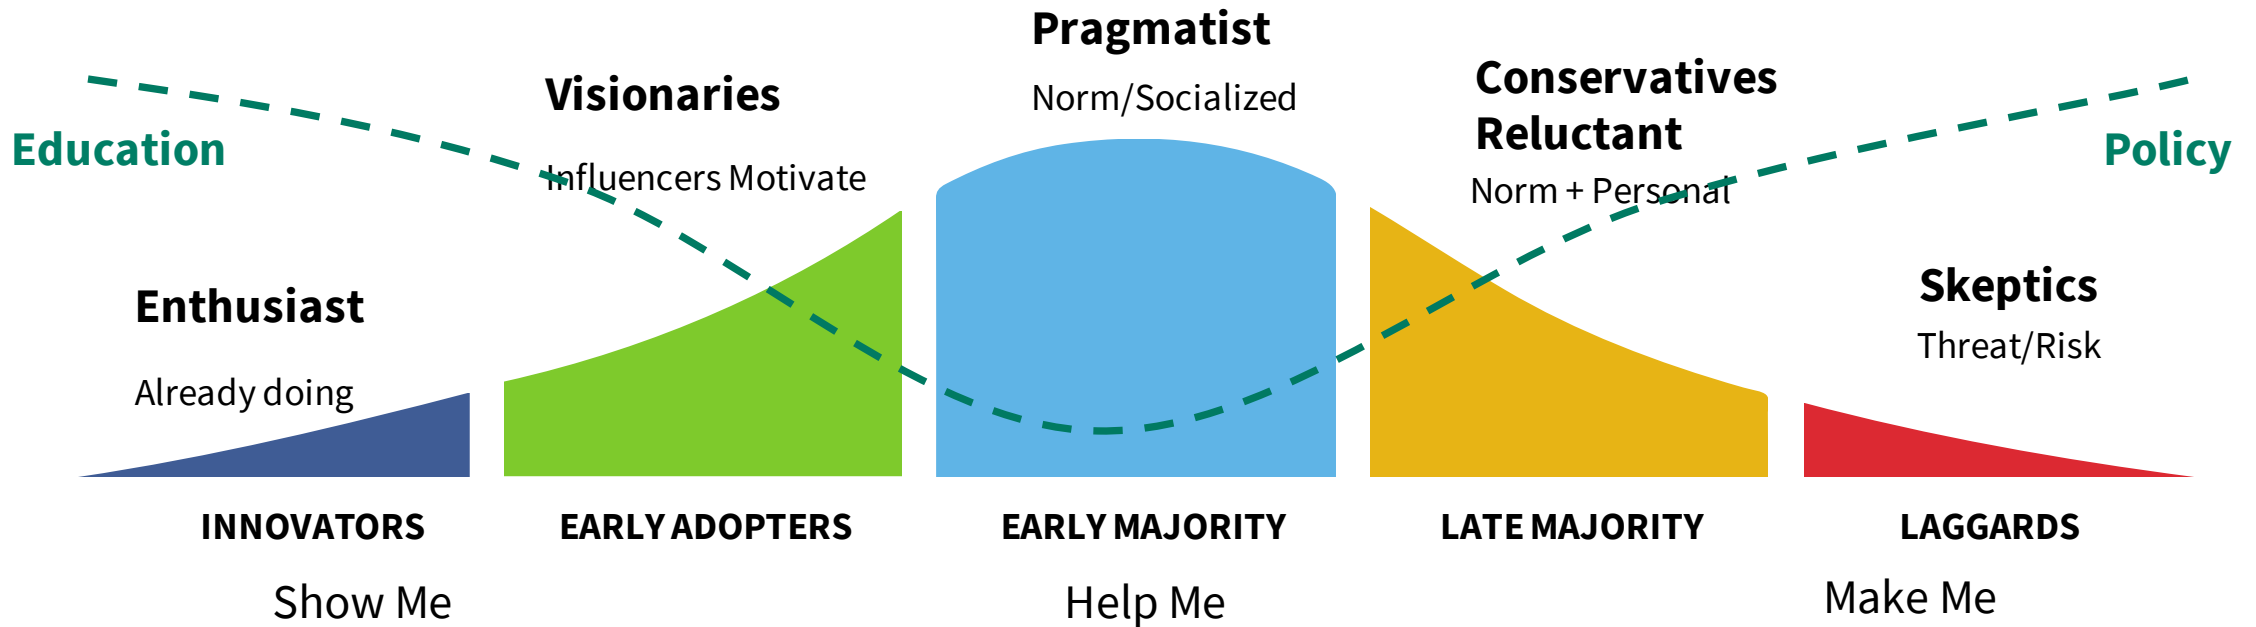 Pragmatist
Norm/Socialized
Visionaries
Influencers Motivate
Conservatives
Reluctant
Norm + Personal
Education
Policy
Enthusiast
Already doing
Skeptics
Threat/Risk
INNOVATORS
EARLY ADOPTERS
EARLY MAJORITY
LATE MAJORITY
LAGGARDS
Show Me
Help Me
Make Me